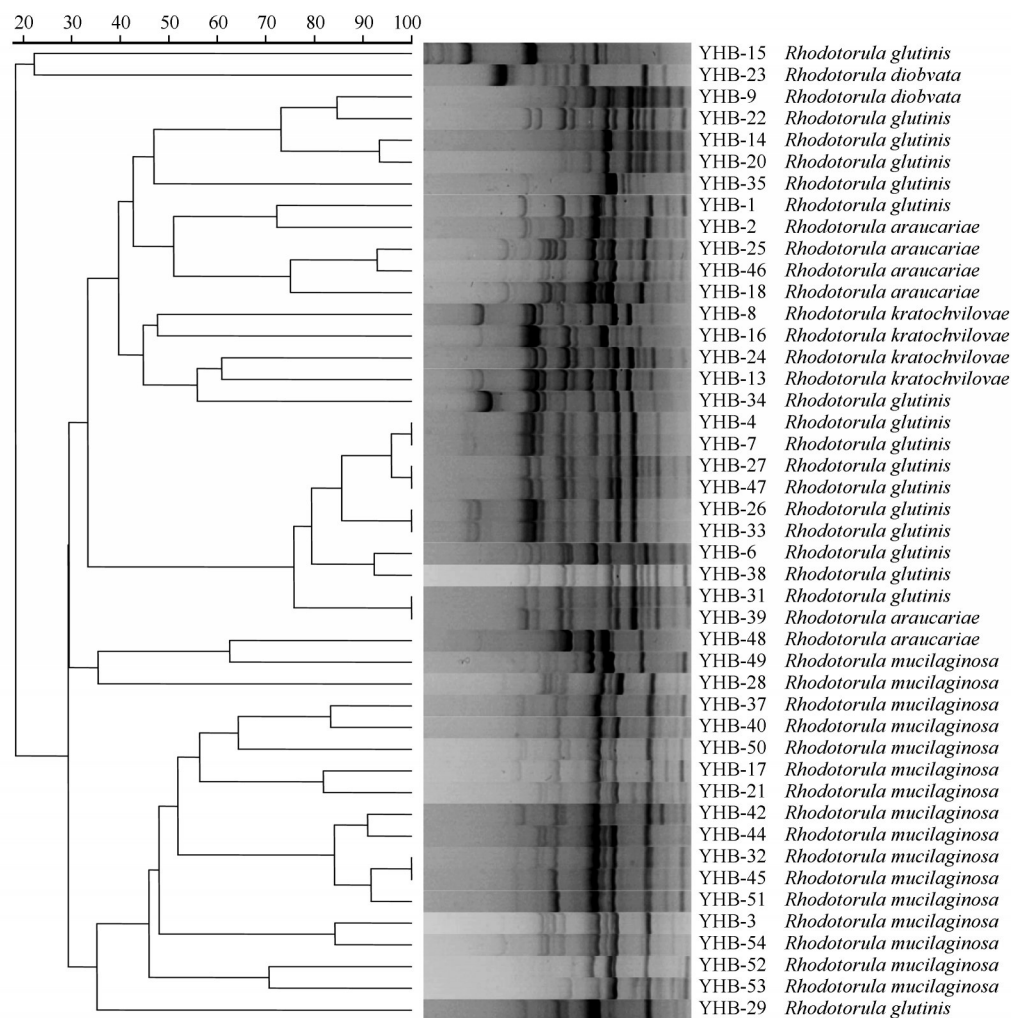 20 30 40 50 60 70 80 90 100
YHB-15 Rhodotorula glutinis
YHB-23 Rhodotorula diobvata
YHB-9 Rhodotorula diobvata
YHB-22 Rhodotorula glutinis
YHB-14 Rhodotorula glutinis
YHB-20 Rhodotorula glutinis
YHB-35 Rhodotorula glutinis
YHB-1 Rhodotorula glutinis
YHB-2 Rhodotorula araucariae
YHB-25 Rhodotorula araucariae
YHB-46 Rhodotorula araucariae
YHB-18 Rhodotorula araucariae
YHB-8 Rhodotorula kratochvilovae
YHB-16 Rhodotorula kratochvilovae
YHB-24 Rhodotorula kratochvilovae
YHB-13 Rhodotorula kratochvilovae
YHB-34 Rhodotorula glutinis
YHB-4 Rhodotorula glutinis
YHB-7 Rhodotorula glutinis
YHB-27 Rhodotorula glutinis
YHB-47 Rhodotorula glutinis
YHB-26 Rhodotorula glutinis
YHB-33 Rhodotorula glutinis
YHB-6 Rhodotorula glutinis
YHB-38 Rhodotorula glutinis
YHB-31 Rhodotorula glutinis
YHB-39 Rhodotorula araucariae
YHB-48 Rhodotorula araucariae
YHB-49 Rhodotorula mucilaginosa
YHB-28 Rhodotorula mucilaginosa
YHB-37 Rhodotorula mucilaginosa
YHB-40 Rhodotorula mucilaginosa
YHB-50 Rhodotorula mucilaginosa
YHB-17 Rhodotorula mucilaginosa
YHB-21 Rhodotorula mucilaginosa
YHB-42 Rhodotorula mucilaginosa
YHB-44 Rhodotorula mucilaginosa
YHB-32 Rhodotorula mucilaginosa
YHB-45 Rhodotorula mucilaginosa
YHB-51 Rhodotorula mucilaginosa
YHB-3 Rhodotorula mucilaginosa
YHB-54 Rhodotorula mucilaginosa
YHB-52 Rhodotorula mucilaginosa
YHB-53 Rhodotorula mucilaginosa
YHB-29 Rhodotorula glutinis